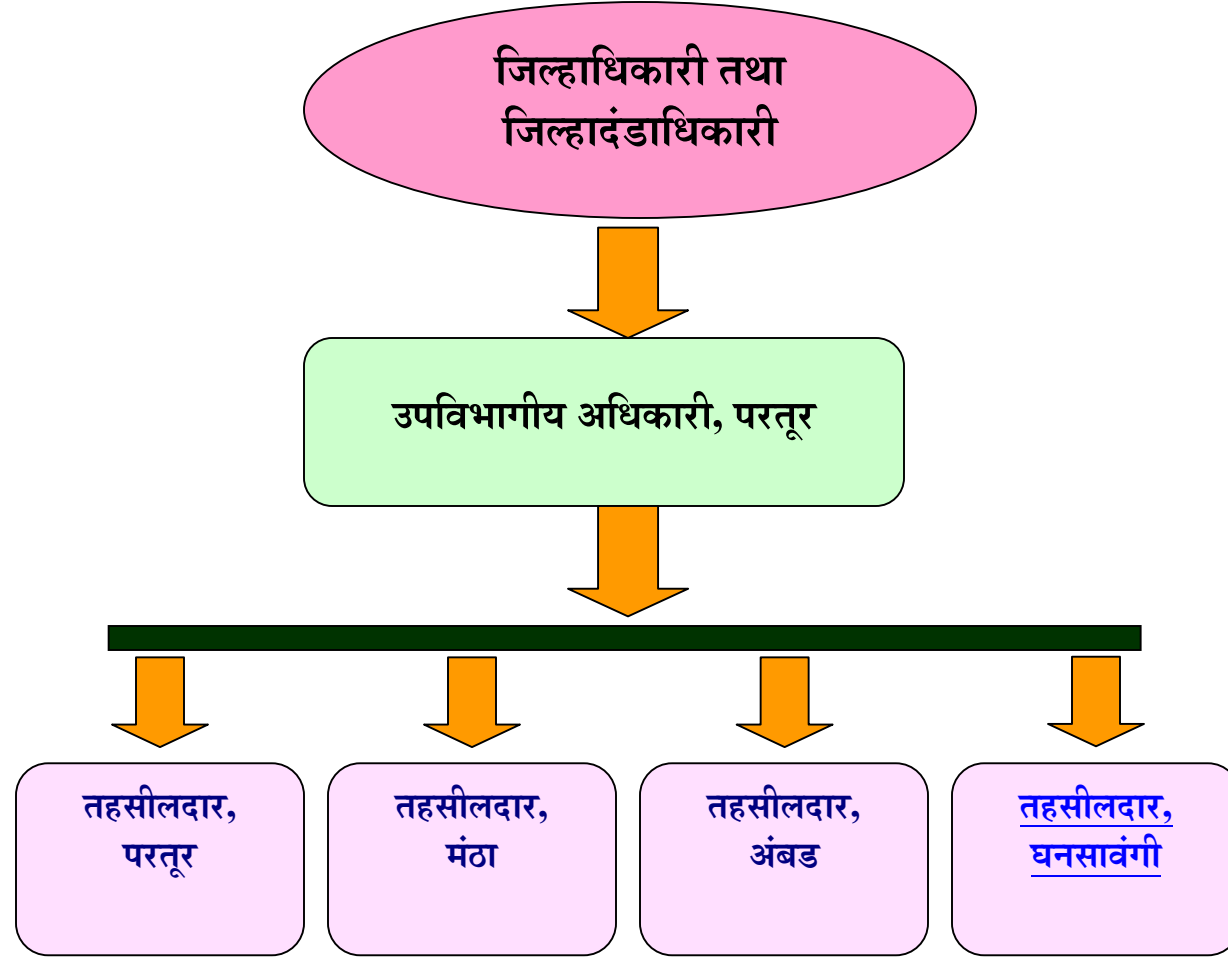 जिल्हाधिकारी तथा
जिल्हादंडाधिकारी
उपविभागीय अधिकारी, परतूर
तहसीलदार,
परतूर
तहसीलदार,
मंठा
तहसीलदार,
अंबड
तहसीलदार,
घनसावंगी